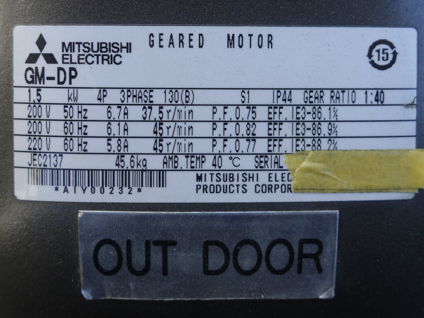 GEARED MOTOR
MITSUBISHI
ELECTRIC
15
GM-DP
1.5 kW 4P 3PHASE 130(B) S1 IP44 GEAR RATIO 1:40
200 V 50 Hz 6.7A 37.5r/min P.F.0.75 EFF.IE3-86.1%
200 V 60 Hz 6.1A 45r/min P.F.0.82 EFF.IE3-86.9%
220 V 60 Hz 5.8A 45r/min P.F.0.77 EFF.IE3-88.2%
JEC2137 45.6kg AMB.TEMP 40 ℃ SERIAL
*A1Y00232*
MITSUBISHI ELEC
PRODUCTS CORPOR
OUT DOOR